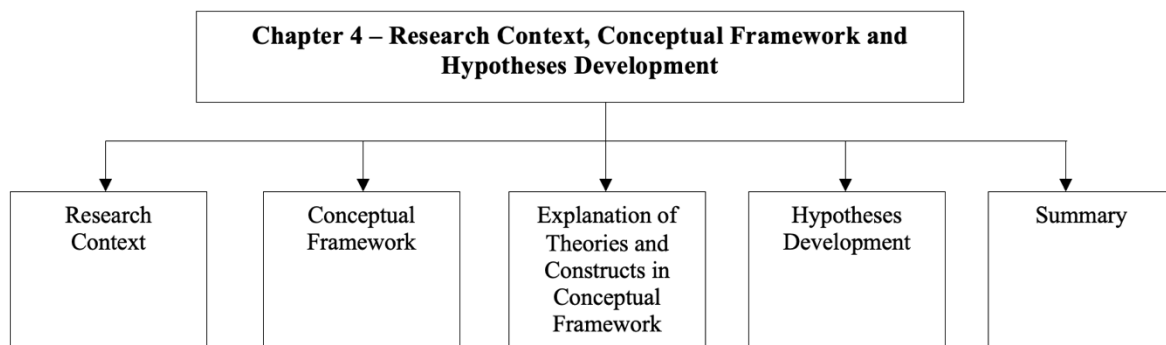 Chapter 4 – Research Context, Conceptual Framework and
Hypotheses Development
Research
Context
Conceptual
Framework
Explanation of
Theories and
Constructs in
Conceptual
Framework
Hypotheses
Development
Summary